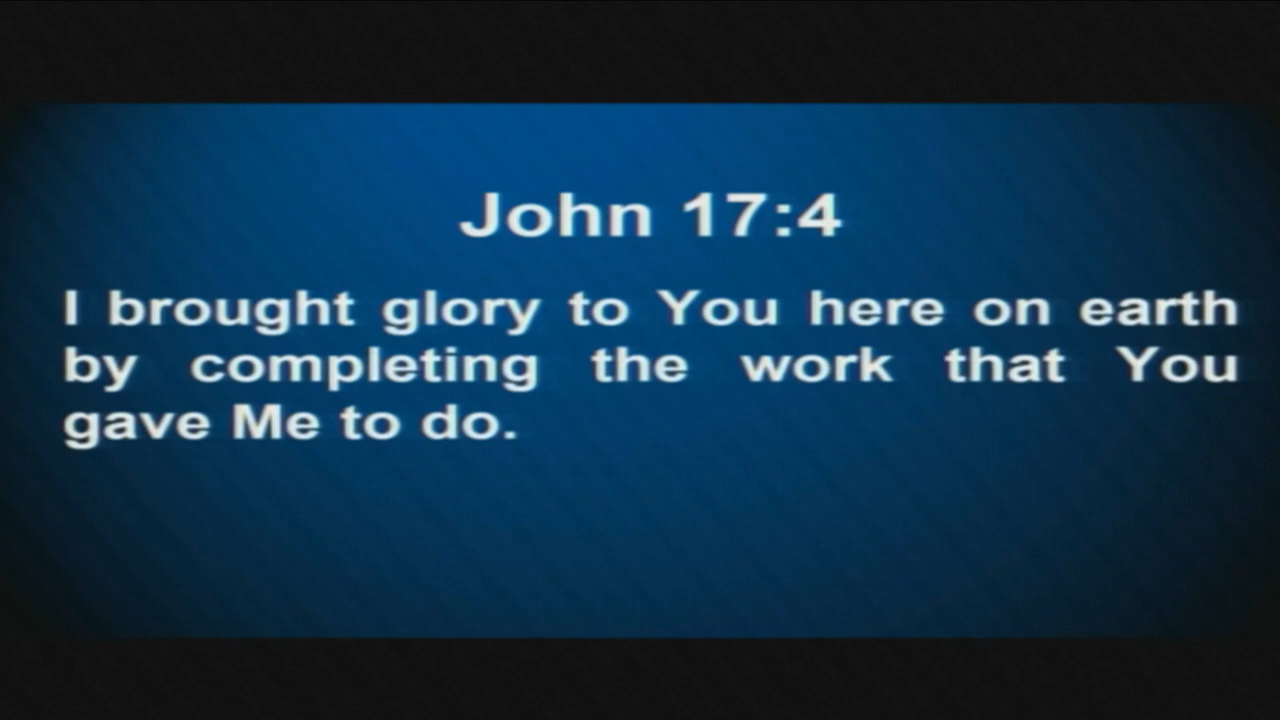 John 17:4
I brought glory to You here on earth
by completing the work that You
gave Me to do.